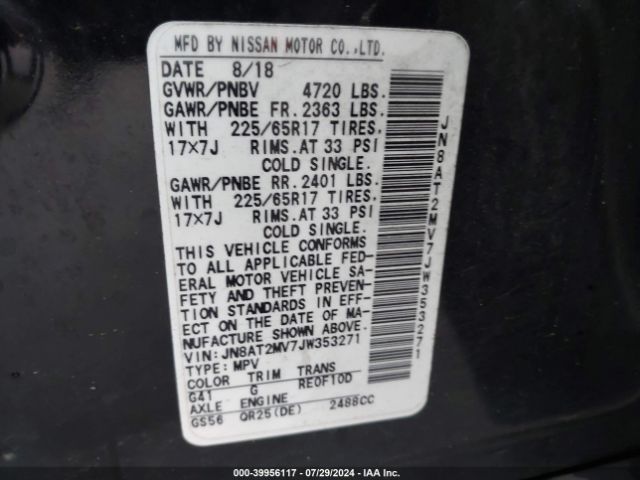 MFD BY NISSAN MOTOR CO.,LTD.
DATE 8/18
GVWR/PNBV 4720 LBS.
GAWR/PNBE FR. 2363 LBS.
WITH 225/65R17 TIRES.
17×7J RIMS.AT 33 PSI
COLD SINGLE.
GAWR/PNBE RR. 2401 LBS.
WITH 225/65R17 TIRES.
17×7J RIMS.AT 33 PSI
COLD SINGLE.
THIS VEHICLE CONFORMS
TO ALL APPLICABLE FED-
ERAL MOTOR VEHICLE SA-
FETY AND THEFT PREVEN-
TION STANDARDS IN EFF-
ECT ON THE DATE OF MA-
NUFACTURE SHOWN ABOVE.
VIN: JN8AT2MV7JW353271
TYPE: MPV
COLOR TRIM TRANS
G41 G RE0F10D
AXLE ENGINE
GS56 QR25(DE) 2488CC
JN8AT2MV7JW353271
000-39956117 - 07/29/2024 - IAA Inc.